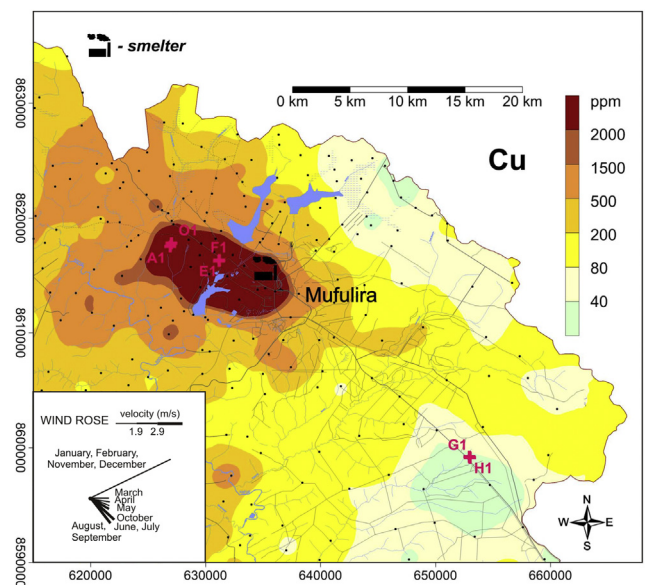 - smelter
0 km 5 km 10 km 15 km 20 km
ppm
2000
1500
500
200
80
40
Cu
8630000
8620000
8610000
8600000
8590000
O1
A1
F1
E1
Mufulira
G1
H1
WIND ROSE
velocity (m/s)
1.9 2.9
January, February,
November, December
March
April
May
October
August, June, July
September
N
W E
S
620000 630000 640000 650000 660000